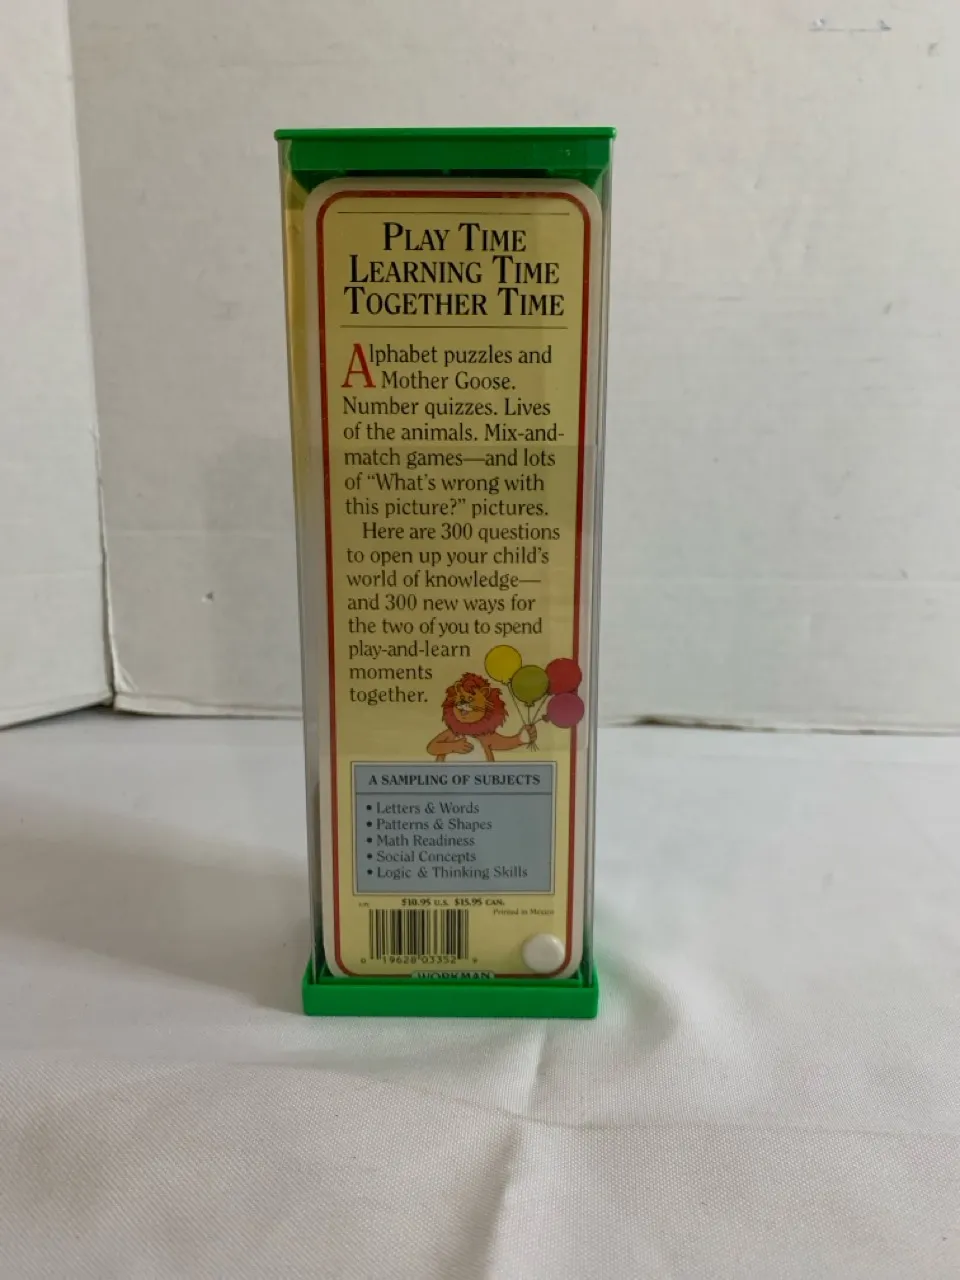 PLAY TIME
LEARNING TIME
TOGETHER TIME
Alphabet puzzles and
Mother Goose.
Number quizzes. Lives
of the animals. Mix-and-
match games—and lots
of “What’s wrong with
this picture?” pictures.
Here are 300 questions
to open up your child’s
world of knowledge—
and 300 new ways for
the two of you to spend
play-and-learn
moments
together.
A SAMPLING OF SUBJECTS
• Letters & Words
• Patterns & Shapes
• Math Readiness
• Social Concepts
• Logic & Thinking Skills
$10.95 U.S. $15.95 CAN.
Printed in Mexico
0 19628 03352 9
WORKMAN